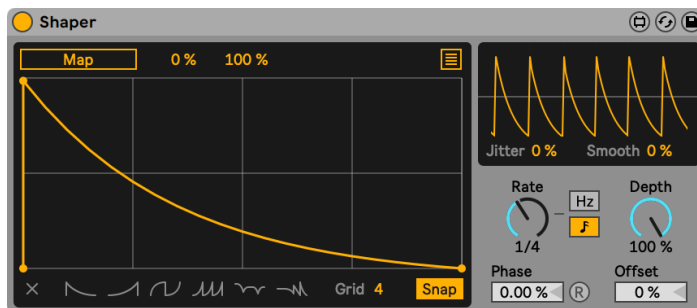 Shaper
Map 0 % 100 %
Jitter 0 % Smooth 0 %
Rate Depth
Hz
1/4 100 %
Grid 4 Snap
Phase Offset
0.00 % R 0 %